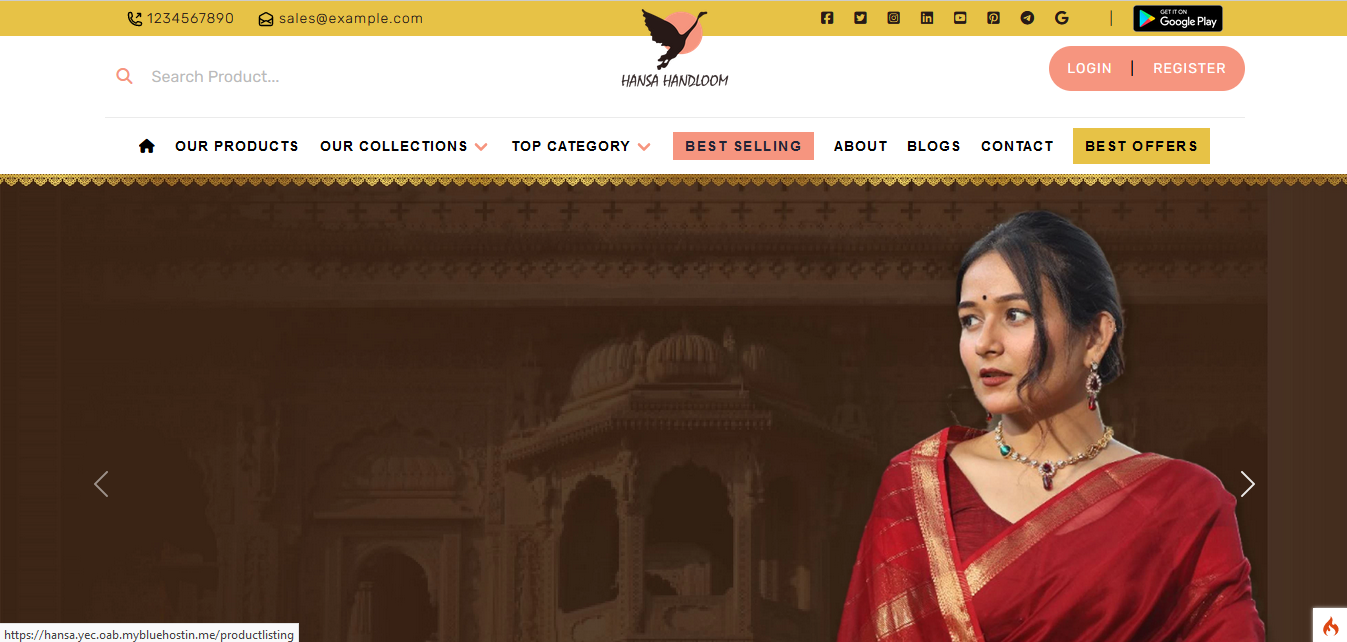 1234567890 sales@example.com
GET IT ON
Google Play
HANSA HANDLOOM
Search Product...
LOGIN | REGISTER
OUR PRODUCTS OUR COLLECTIONS TOP CATEGORY BEST SELLING ABOUT BLOGS CONTACT BEST OFFERS
https://hansa.yec.oab.mybluehostin.me/productlisting